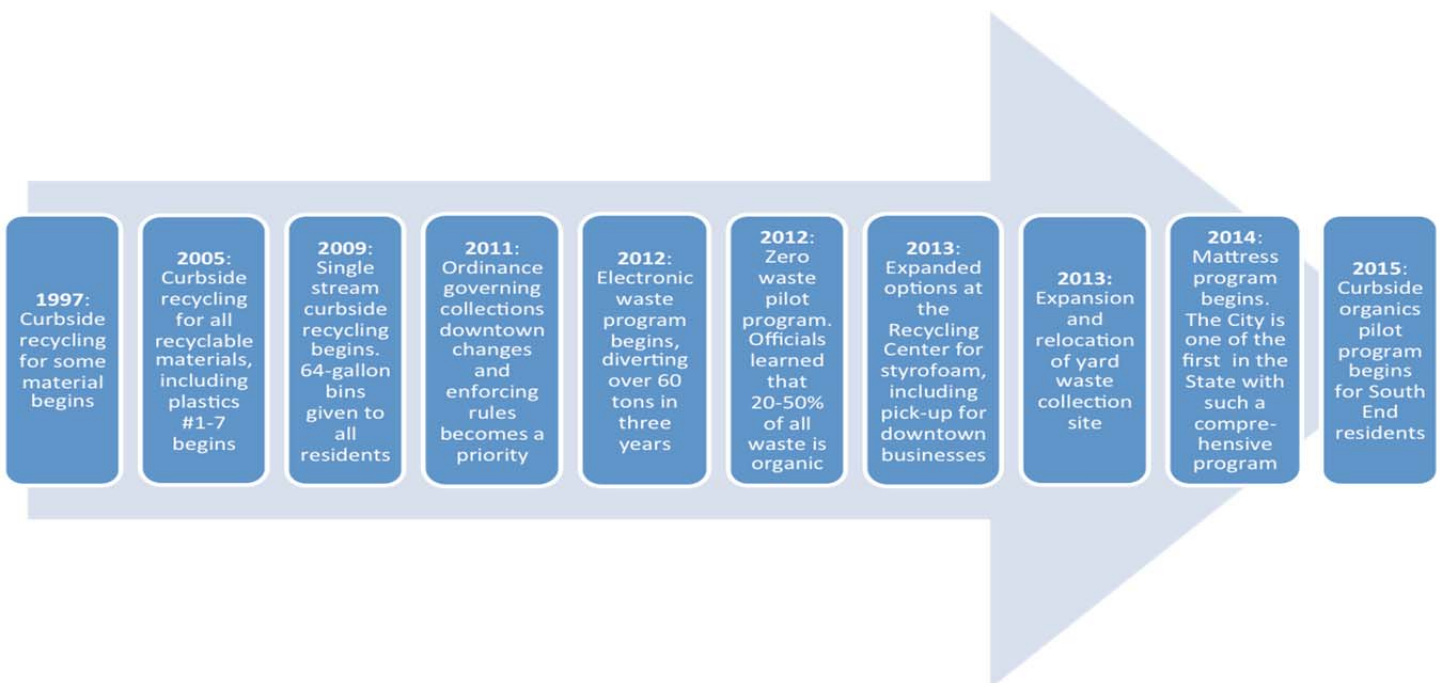 1997:
Curbside
recycling
for some
material
begins
2005:
Curbside
recycling
for all
recyclable
materials,
including
plastics
#1-7
begins
2009:
Single
stream
curbside
recycling
begins.
64-gallon
bins
given to
all
residents
2011:
Ordinance
governing
collections
downtown
changes
and
enforcing
rules
becomes a
priority
2012:
Electronic
waste
program
begins,
diverting
over 60
tons in
three
years
2012:
Zero
waste
pilot
program.
Officials
learned
that
20-50%
of all
waste is
organic
2013:
Expanded
options at
the
Recycling
Center for
styrofoam,
including
pick-up for
downtown
businesses
2013:
Expansion
and
relocation
of yard
waste
collection
site
2014:
Mattress
program
begins.
The City is
one of the
first in the
State with
such a
compre-
hensive
program
2015:
Curbside
organics
pilot
program
begins
for South
End
residents